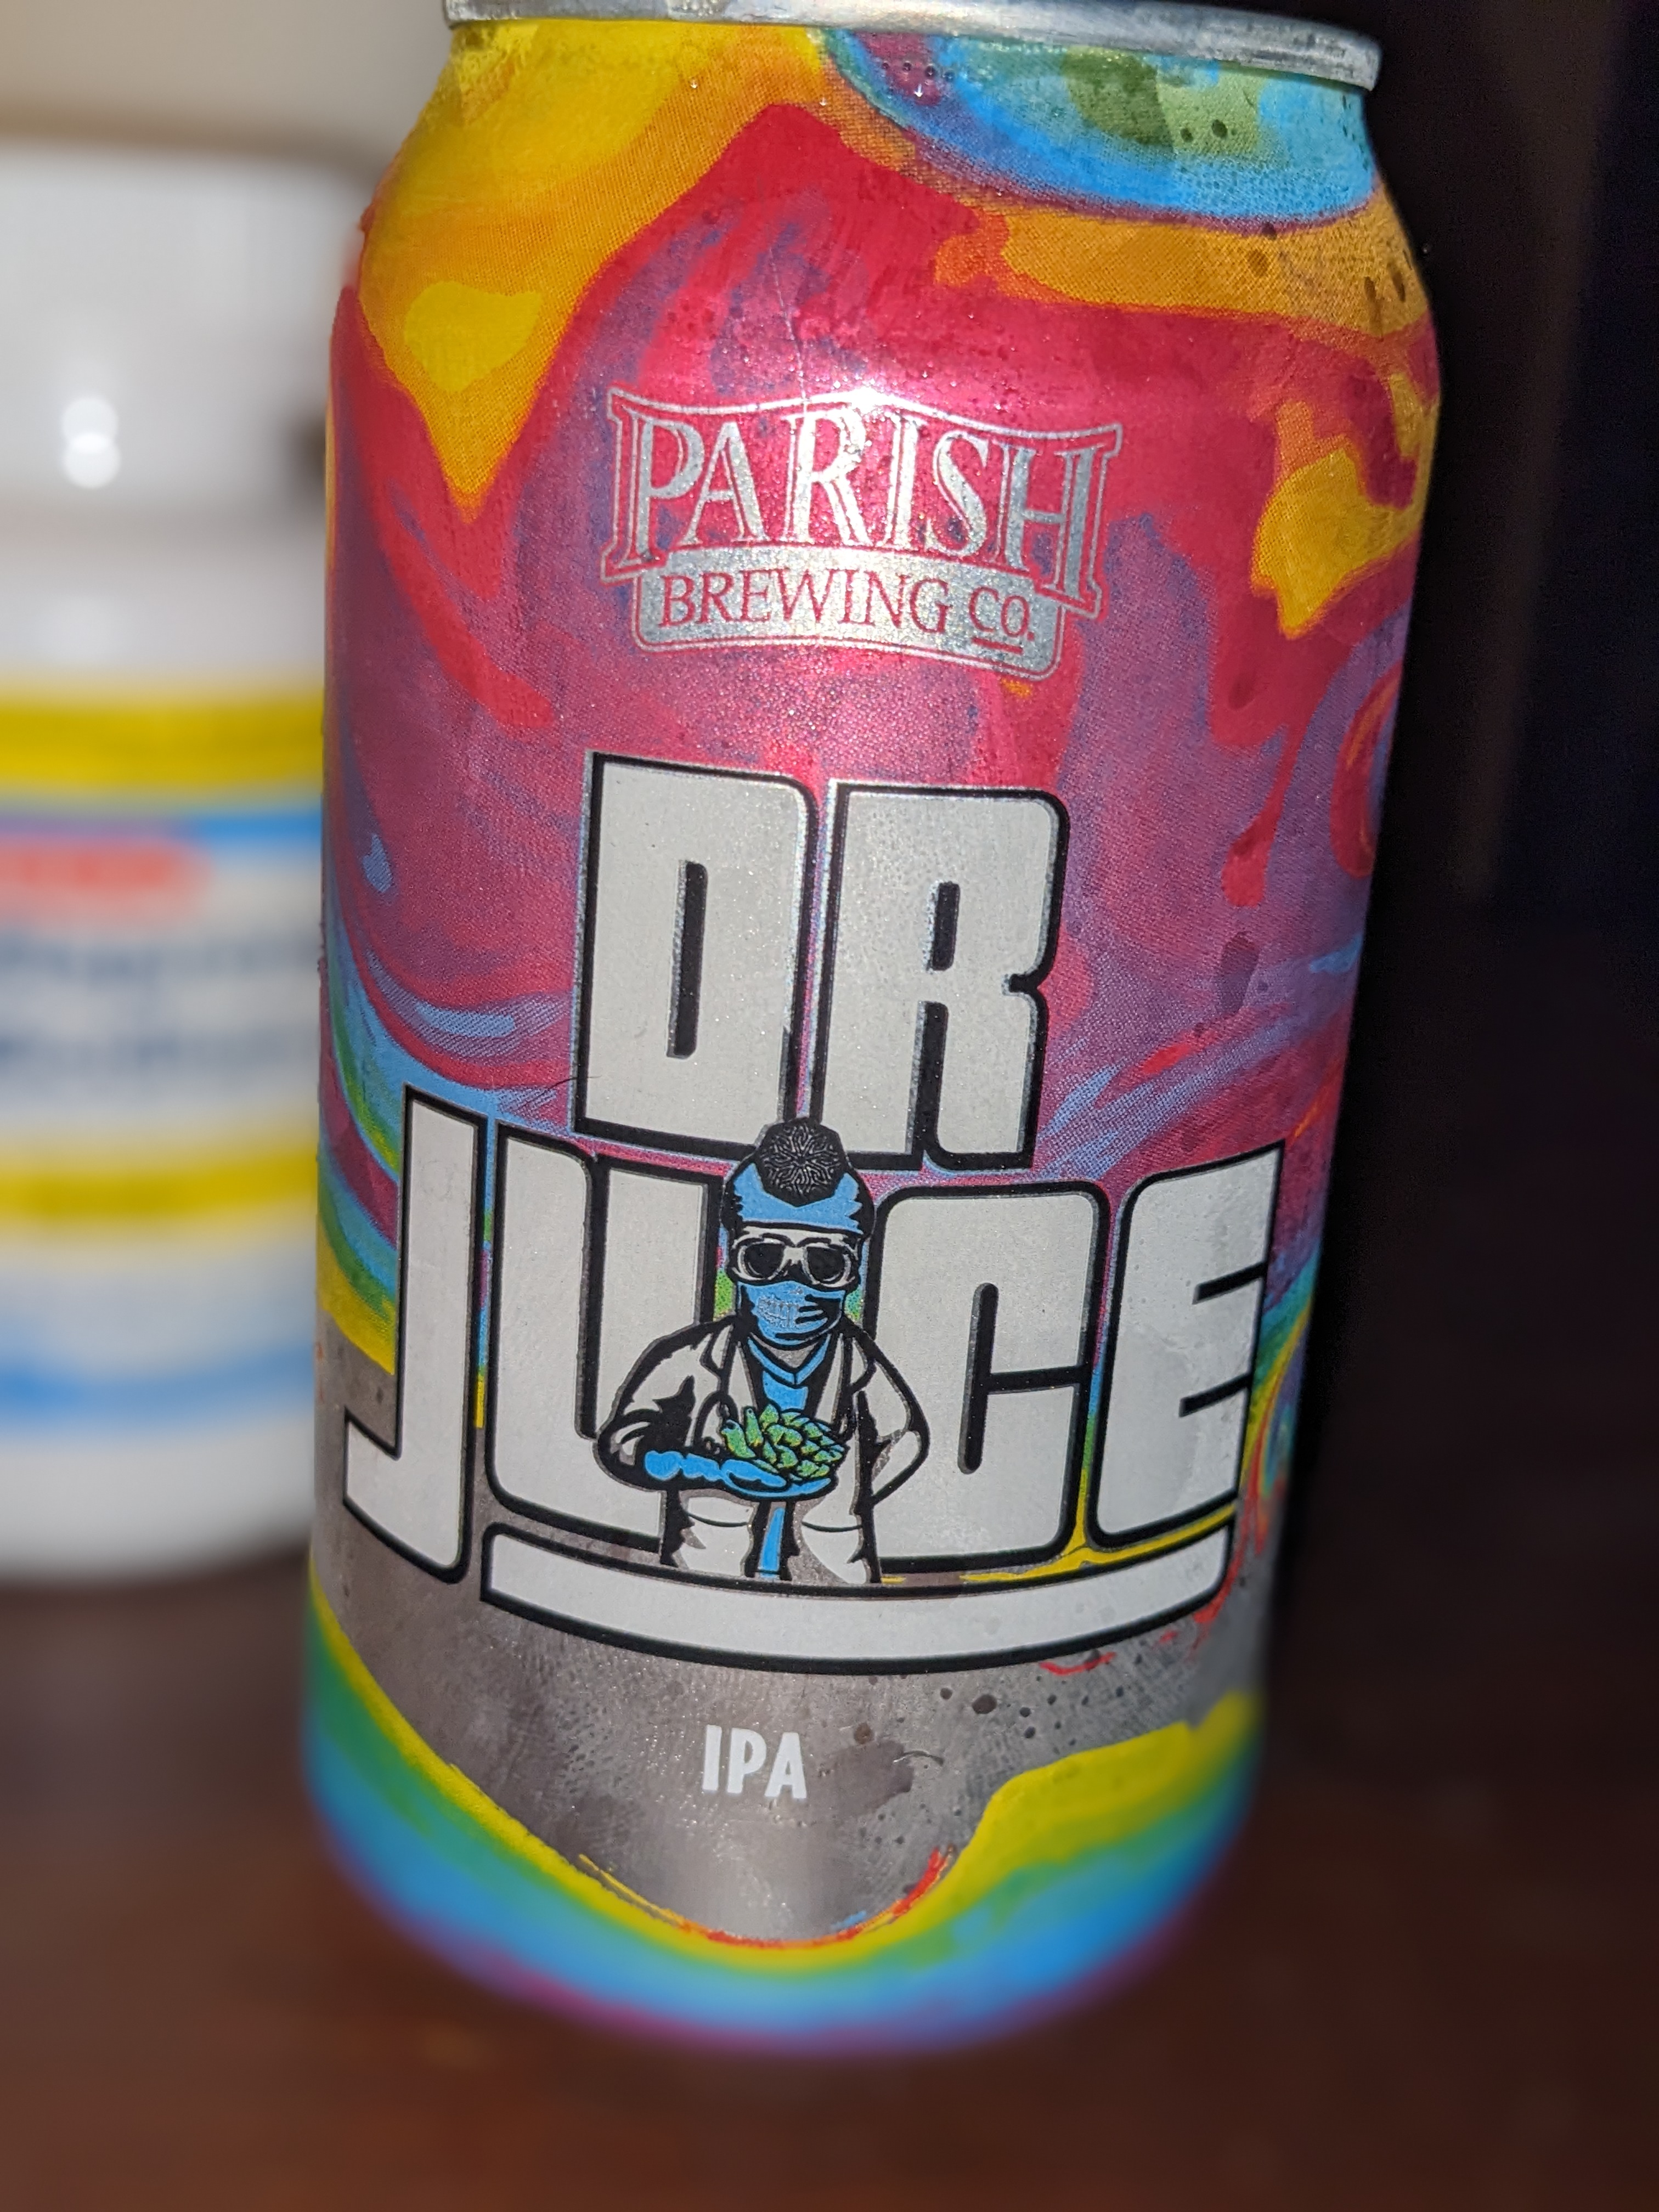 PARISH
BREWING CO.
DR
JUICE
IPA